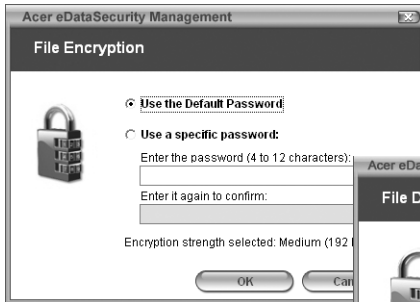 Acer eDataSecurity Management
File Encryption
Use the Default Password
Use a specific password:
Enter the password (4 to 12 characters):
Enter it again to confirm:
Encryption strength selected: Medium (192
OK
Can
Acer eDa
File D